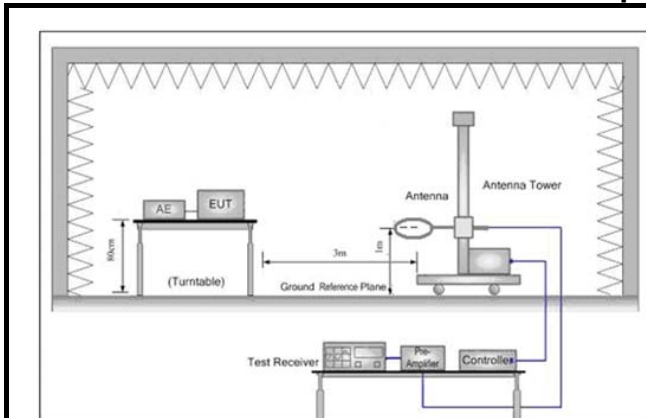 Antenna
Antenna Tower
AE
EUT
80cm
3m
1m
(Turntable)
Ground Reference Plane
Test Receiver
Pre-
Amplifier
Controller